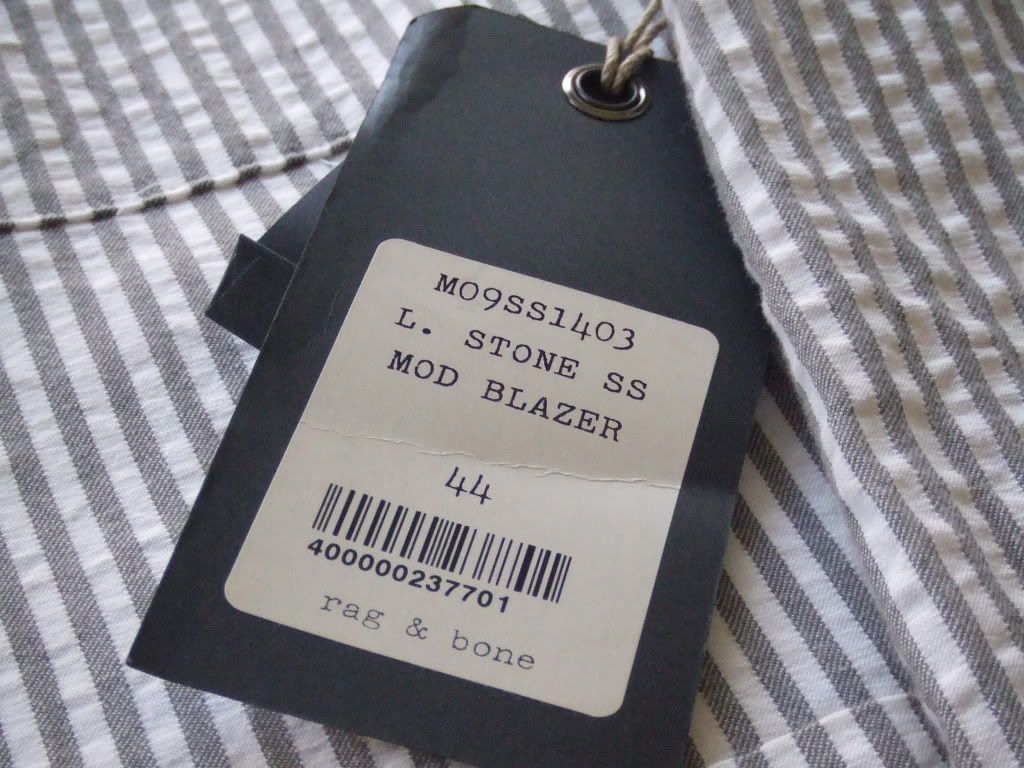 M09SS1403
L. STONE SS
MOD BLAZER
44
400000237701
rag & bone